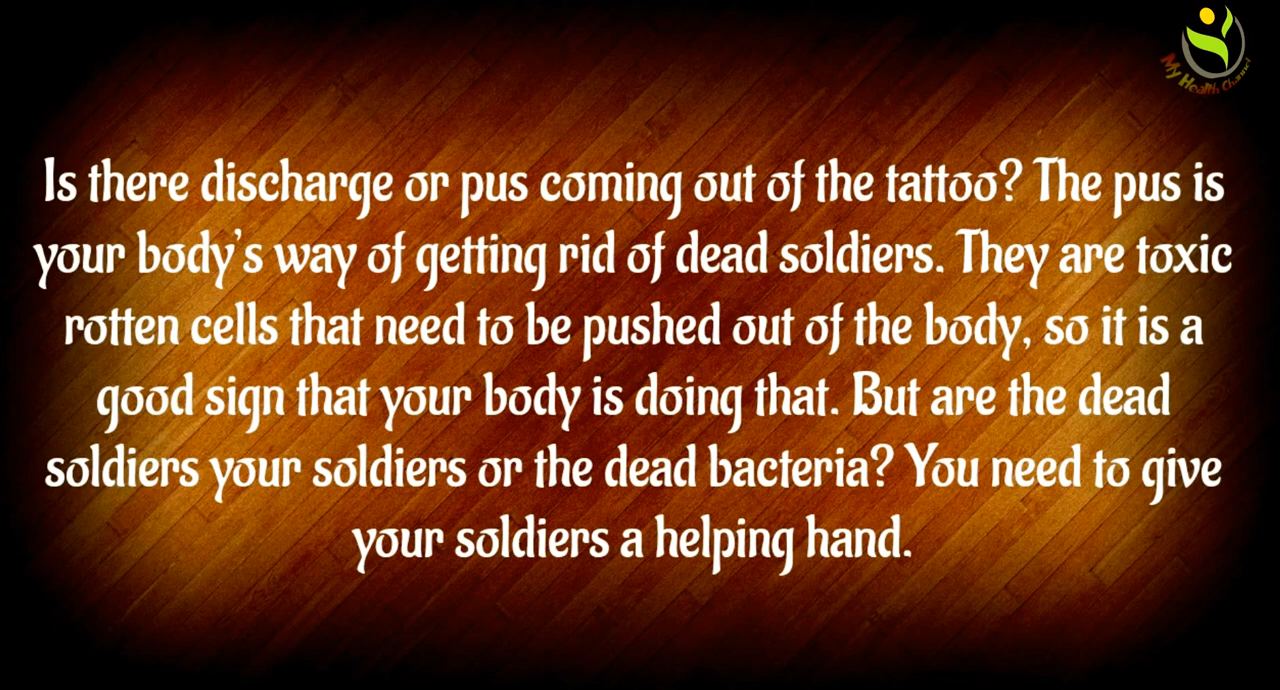 My Health Channel
Is there discharge or pus coming out of the tattoo? The pus is
your body's way of getting rid of dead soldiers. They are toxic
rotten cells that need to be pushed out of the body, so it is a
good sign that your body is doing that. But are the dead
soldiers your soldiers or the dead bacteria? You need to give
your soldiers a helping hand.